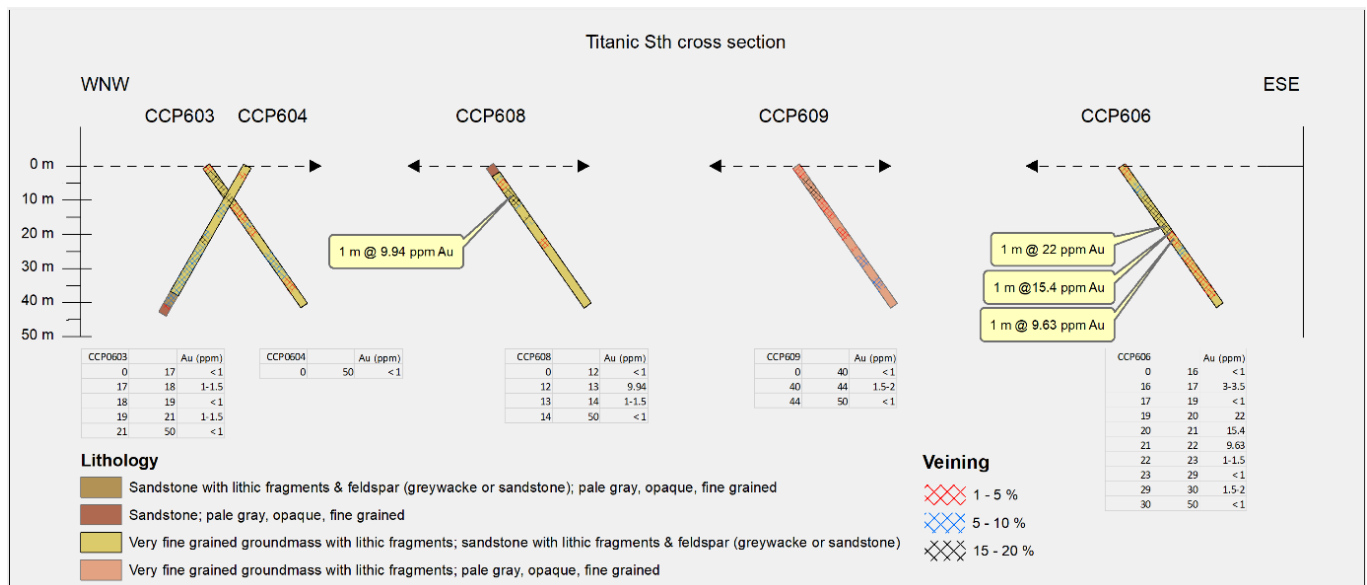 Titanic Sth cross section
WNW
ESE
CCP603 CCP604 CCP608 CCP609 CCP606
0 m
10 m
20 m
30 m
40 m
50 m
1 m @ 9.94 ppm Au
1 m @ 22 ppm Au
1 m @15.4 ppm Au
1 m @ 9.63 ppm Au
CCP0603 Au (ppm)
0 17 <1
17 18 1-1.5
18 19 <1
19 21 1-1.5
21 50 <1
CCP0604 Au (ppm)
0 50 <1
CCP608 Au (ppm)
0 12 <1
12 13 9.94
13 14 1-1.5
14 50 <1
CCP609 Au (ppm)
0 40 <1
40 44 1.5-2
44 50 <1
CCP606 Au (ppm)
0 16 <1
16 17 3-3.5
17 19 <1
19 20 22
20 21 15.4
21 22 9.63
22 23 1-1.5
23 29 <1
29 30 1.5-2
30 50 <1
Lithology
Sandstone with lithic fragments & feldspar (greywacke or sandstone); pale gray, opaque, fine grained
Sandstone; pale gray, opaque, fine grained
Very fine grained groundmass with lithic fragments; sandstone with lithic fragments & feldspar (greywacke or sandstone)
Very fine grained groundmass with lithic fragments; pale gray, opaque, fine grained
Veining
1 - 5 %
5 - 10 %
15 - 20 %